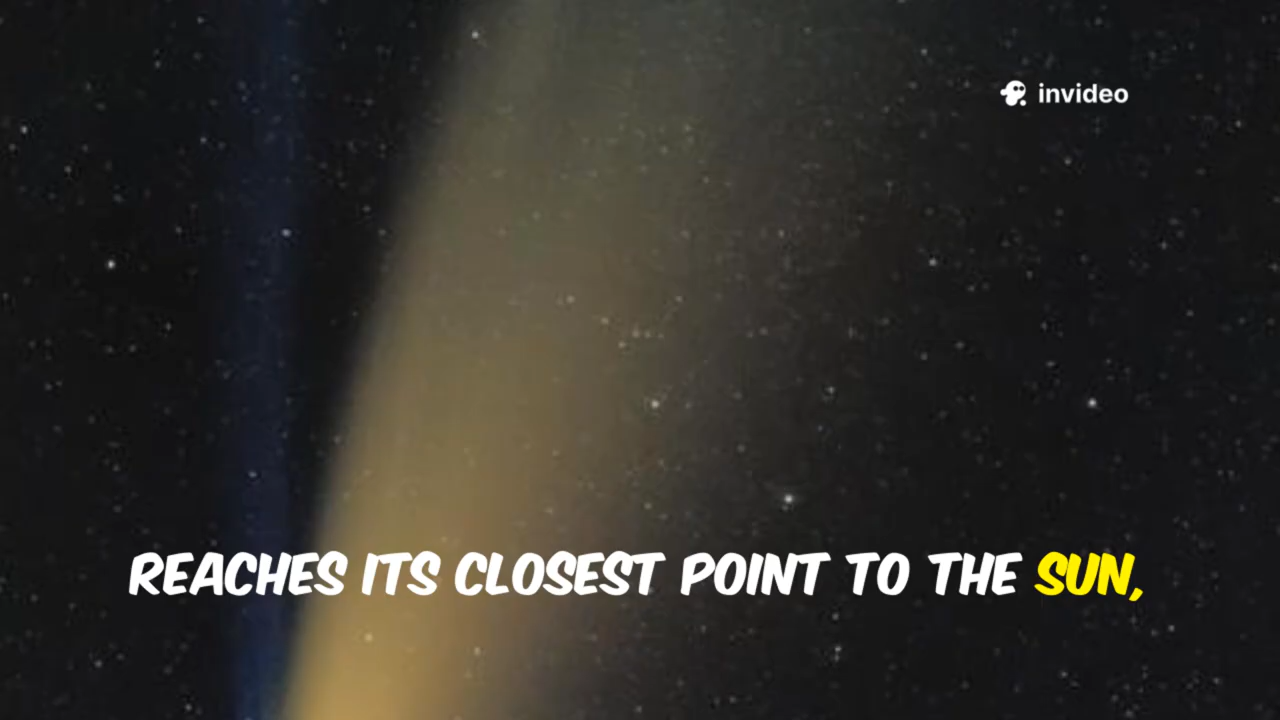 invideo
REACHES ITS CLOSEST POINT TO THE SUN,